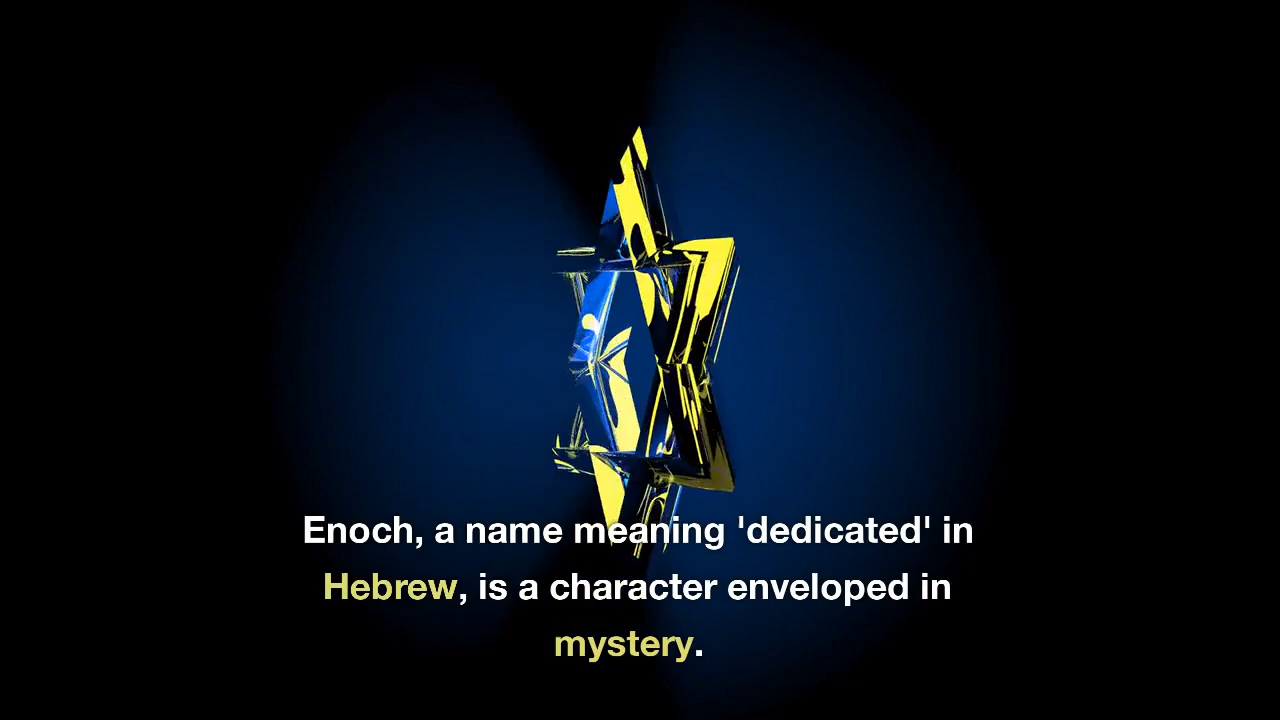 Enoch, a name meaning 'dedicated' in
Hebrew, is a character enveloped in
mystery.